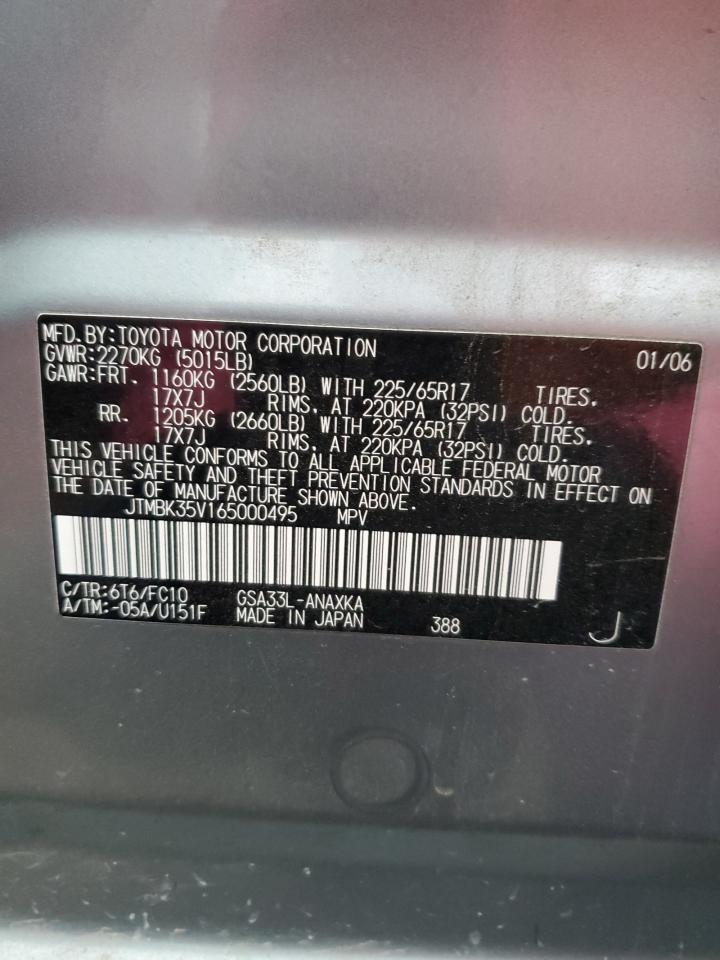 MFD. BY: TOYOTA MOTOR CORPORATION 01/06
GVWR: 2270KG (5015LB)
GAWR: FRT. 1160KG (2560LB) WITH 225/65R17 TIRES,
17X7J RIMS, AT 220KPA (32PSI) COLD.
RR. 1205KG (2660LB) WITH 225/65R17 TIRES,
17X7J RIMS, AT 220KPA (32PSI) COLD.
THIS VEHICLE CONFORMS TO ALL APPLICABLE FEDERAL MOTOR
VEHICLE SAFETY AND THEFT PREVENTION STANDARDS IN EFFECT ON
THE DATE OF MANUFACTURE SHOWN ABOVE.
JTMBK35V165000495 MPV
C/TR: 6T6/FC10 GSA33L-ANAXKA
A/TM: -05A/U151F MADE IN JAPAN 388 J